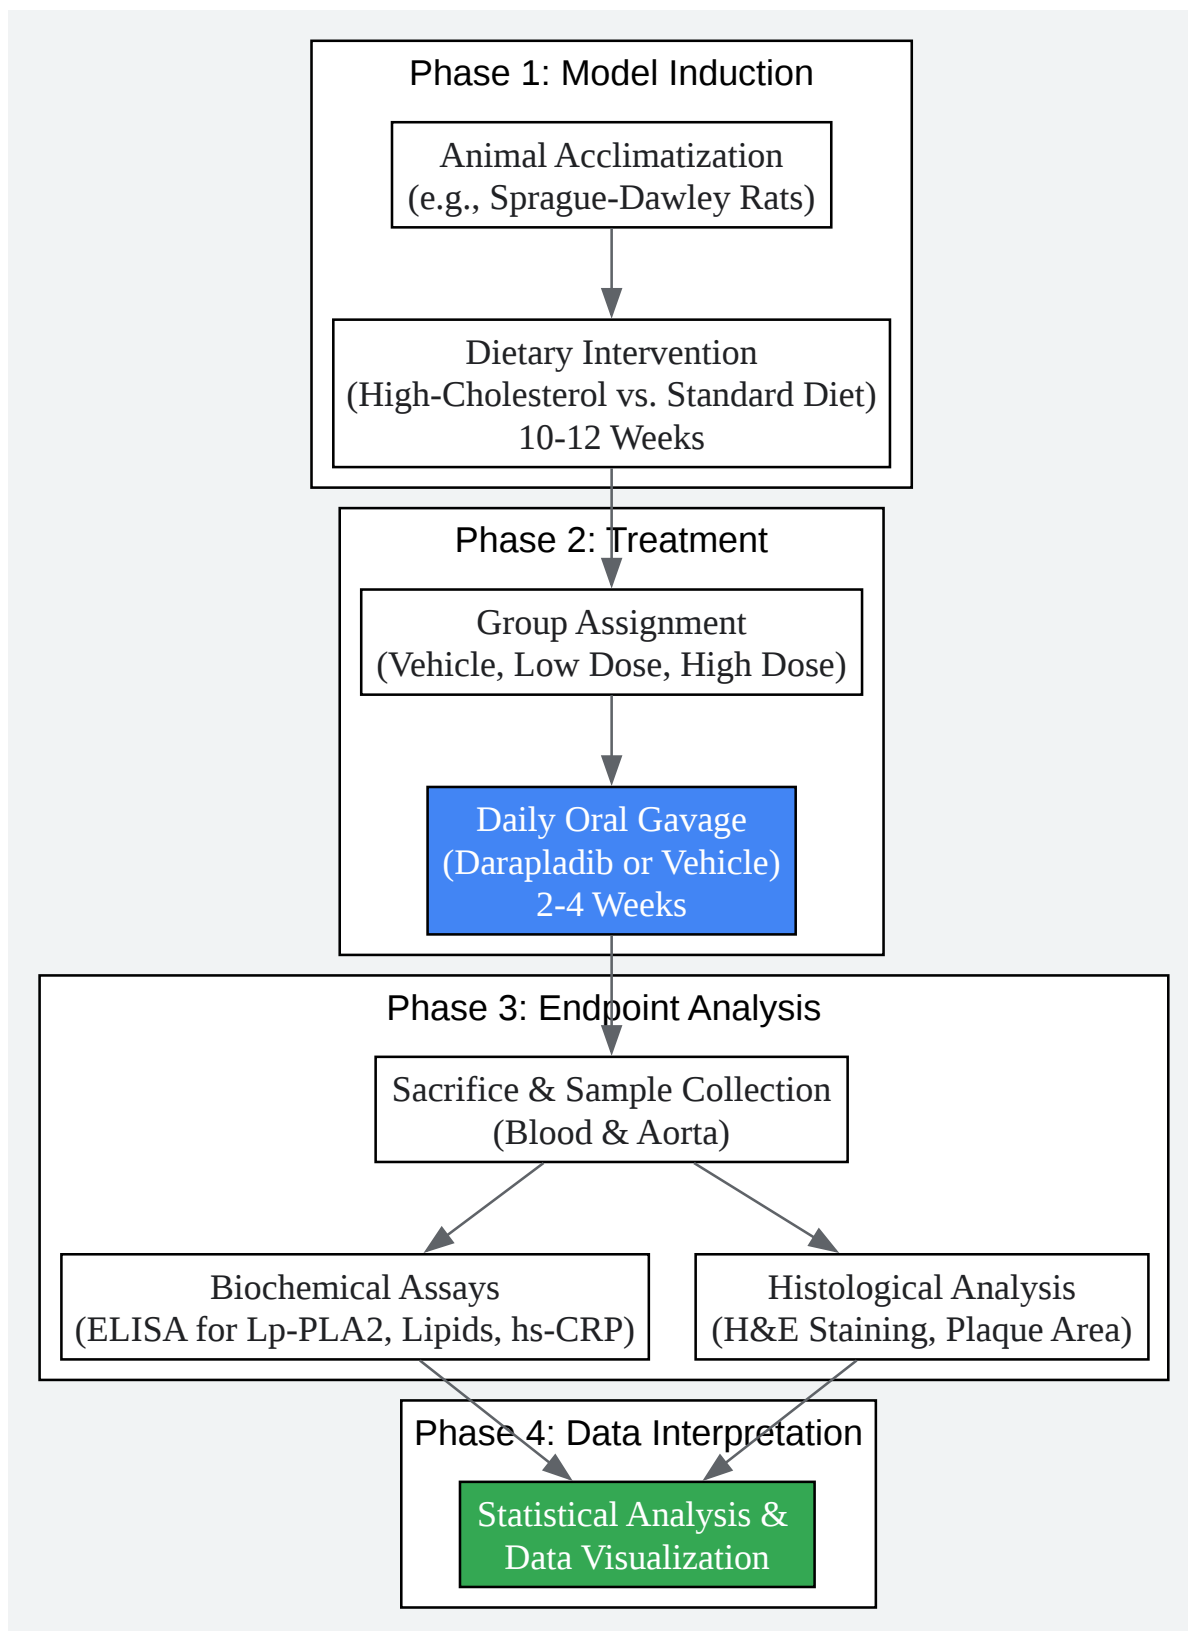 Phase 1: Model Induction
Animal Acclimatization
(e.g., Sprague-Dawley Rats)
Dietary Intervention
(High-Cholesterol vs. Standard Diet)
10-12 Weeks
Phase 2: Treatment
Group Assignment
(Vehicle, Low Dose, High Dose)
Daily Oral Gavage
(Darapladib or Vehicle)
2-4 Weeks
Phase 3: Endpoint Analysis
Sacrifice & Sample Collection
(Blood & Aorta)
Biochemical Assays
(ELISA for Lp-PLA2, Lipids, hs-CRP)
Histological Analysis
(H&E Staining, Plaque Area)
Phase 4: Data Interpretation
Statistical Analysis &
Data Visualization